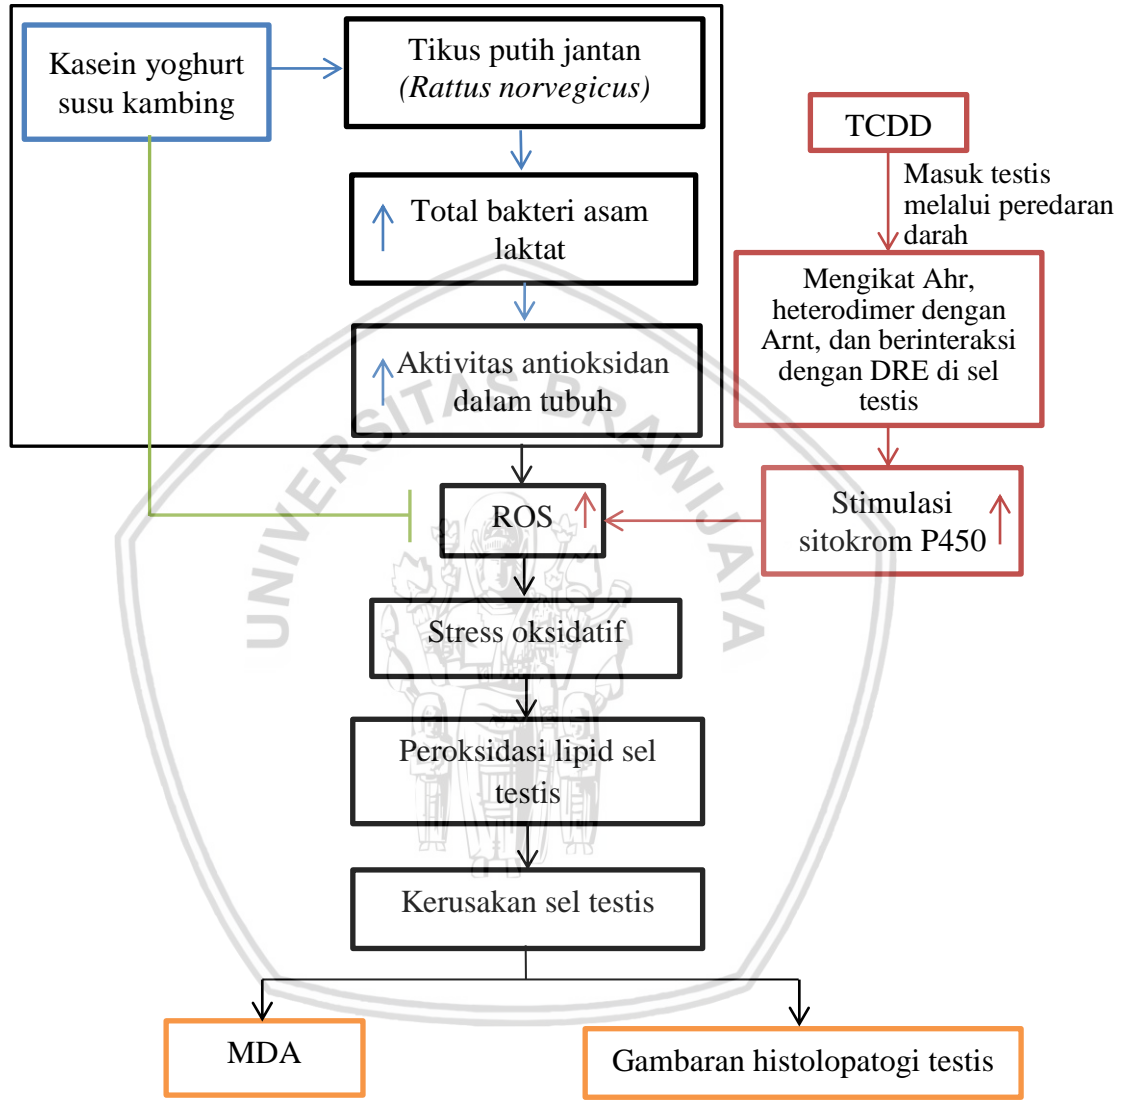 Kasein yoghurt
susu kambing
Tikus putih jantan
(Rattus norvegicus)
Total bakteri asam
laktat
Aktivitas antioksidan
dalam tubuh
TCDD
Masuk testis
melalui peredaran
darah
Mengikat Ahr,
heterodimer dengan
Arnt, dan berinteraksi
dengan DRE di sel
testis
Stimulasi
sitokrom P450
ROS
Stress oksidatif
Peroksidasi lipid sel
testis
Kerusakan sel testis
MDA
Gambaran histolopatogi testis
UNIVERSITAS BRAWIJAYA